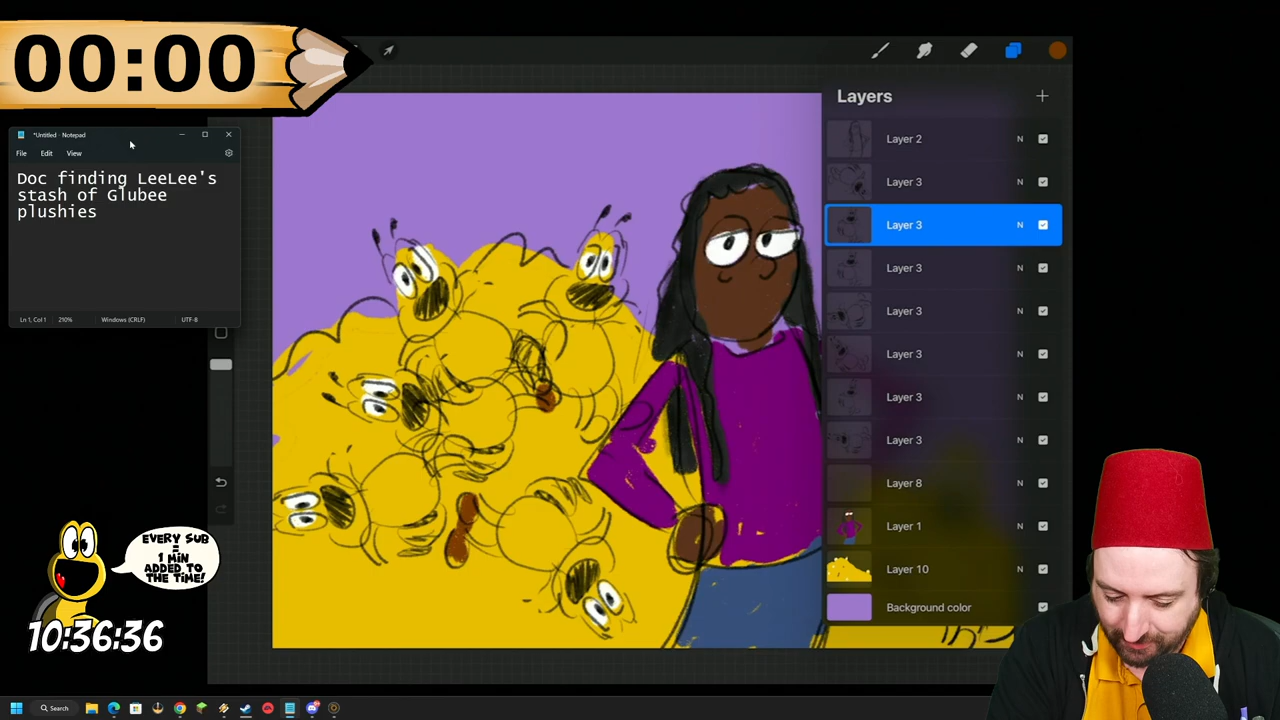 00:00
*Untitled - Notepad
File Edit View
Doc finding LeeLee's
stash of Glubee
plushies
Ln 1, Col 1 210% Windows (CRLF) UTF-8
EVERY SUB
=
1 MIN
ADDED TO
THE TIME!
10:36:36
Layers
Layer 2 N
Layer 3 N
Layer 3 N
Layer 3 N
Layer 3 N
Layer 3 N
Layer 3 N
Layer 3 N
Layer 8 N
Layer 1 N
Layer 10 N
Background color
Search